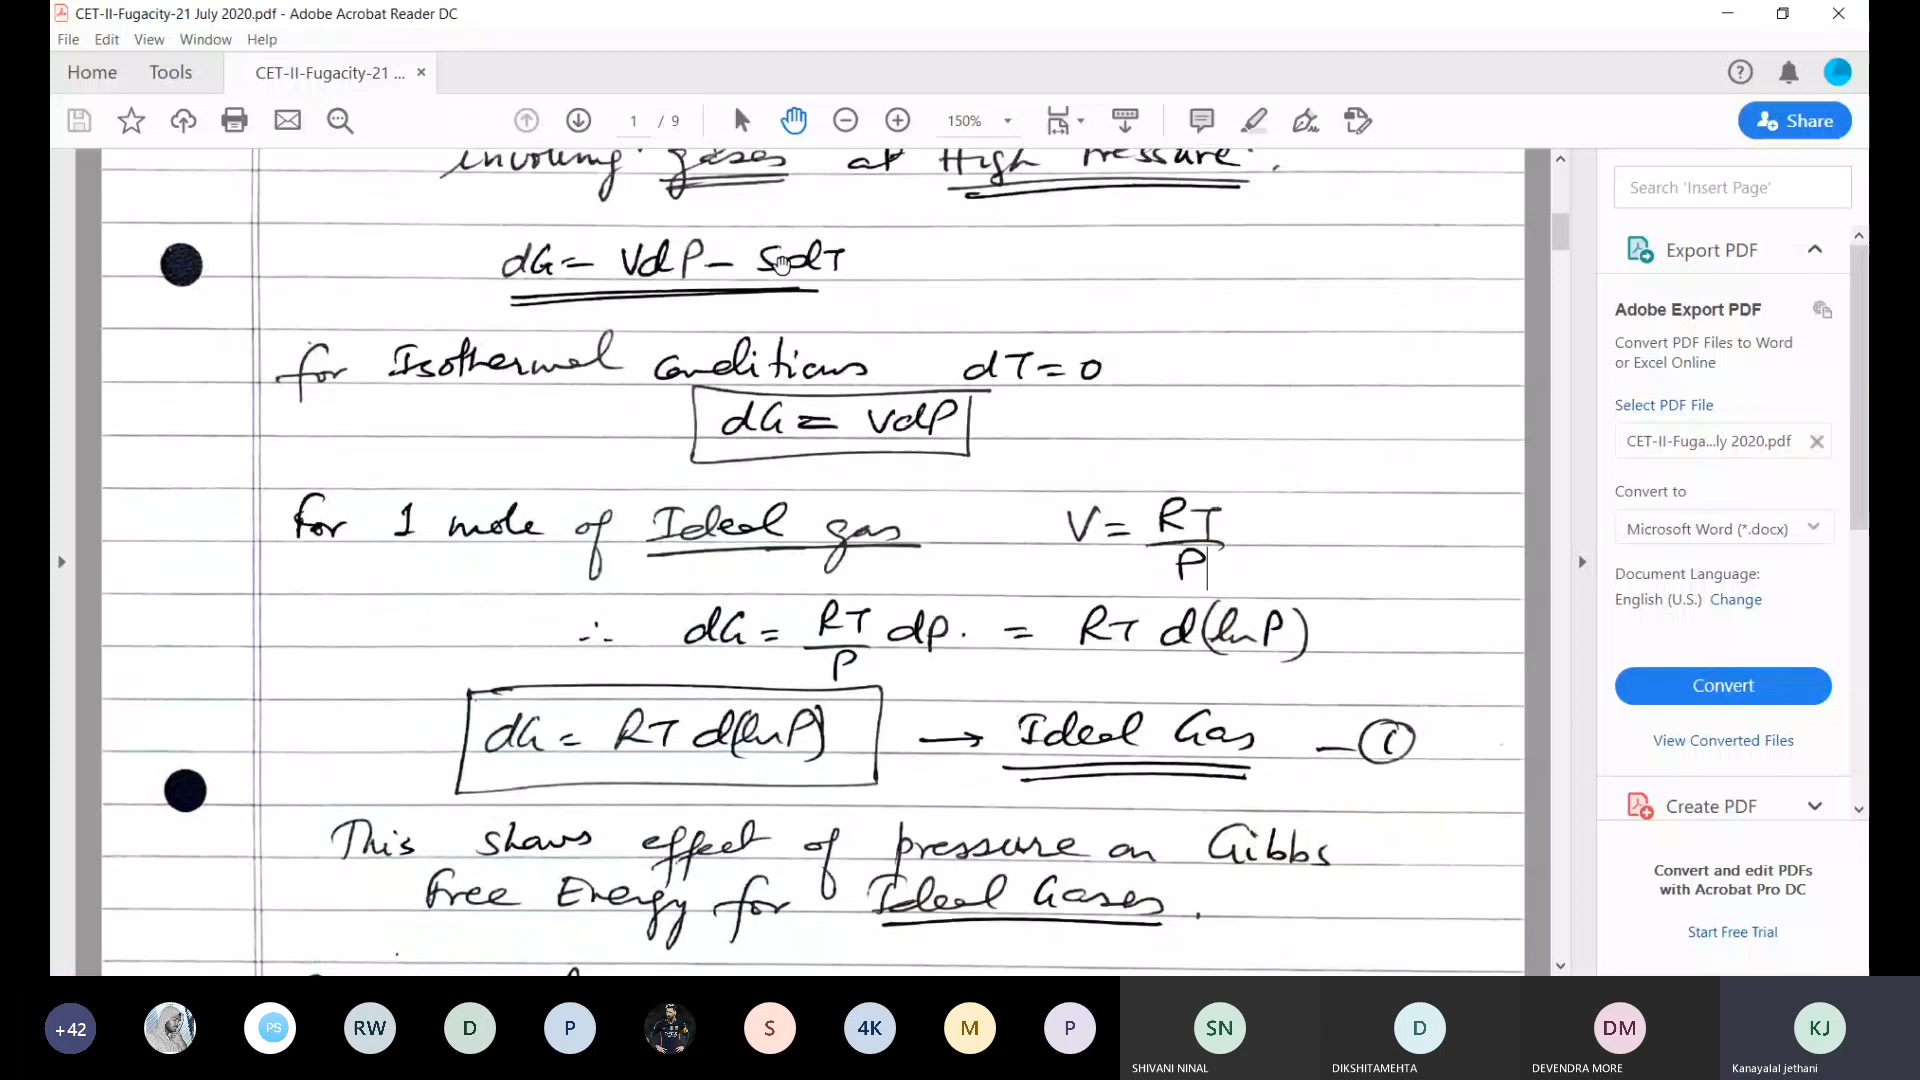 CET-II-Fugacity-21 July 2020.pdf - Adobe Acrobat Reader DC
File Edit View Window Help
Home Tools CET-II-Fugacity-21 ... ×
1 / 9 150% Share
involving gases at High Pressure.
dG = VdP - SdT
for Isothermal Conditions dT = 0
dG = VdP
for 1 mole of Ideal gas V = RT/P
∴ dG = RT/P dP. = RT d(ln P)
dG = RT d(ln P) → Ideal Gas - ①
This shows effect of pressure on Gibbs
Free Energy for Ideal Gases.
Search 'Insert Page'
Export PDF
Adobe Export PDF
Convert PDF Files to Word
or Excel Online
Select PDF File
CET-II-Fuga...ly 2020.pdf
Convert to
Microsoft Word (*.docx)
Document Language:
English (U.S.) Change
Convert
View Converted Files
Create PDF
Convert and edit PDFs
with Acrobat Pro DC
Start Free Trial
+42 PS RW D P S 4K M P SN D DM KJ
SHIVANI NINAL DIKSHITAMEHTA DEVENDRA MORE Kanayalal jethani